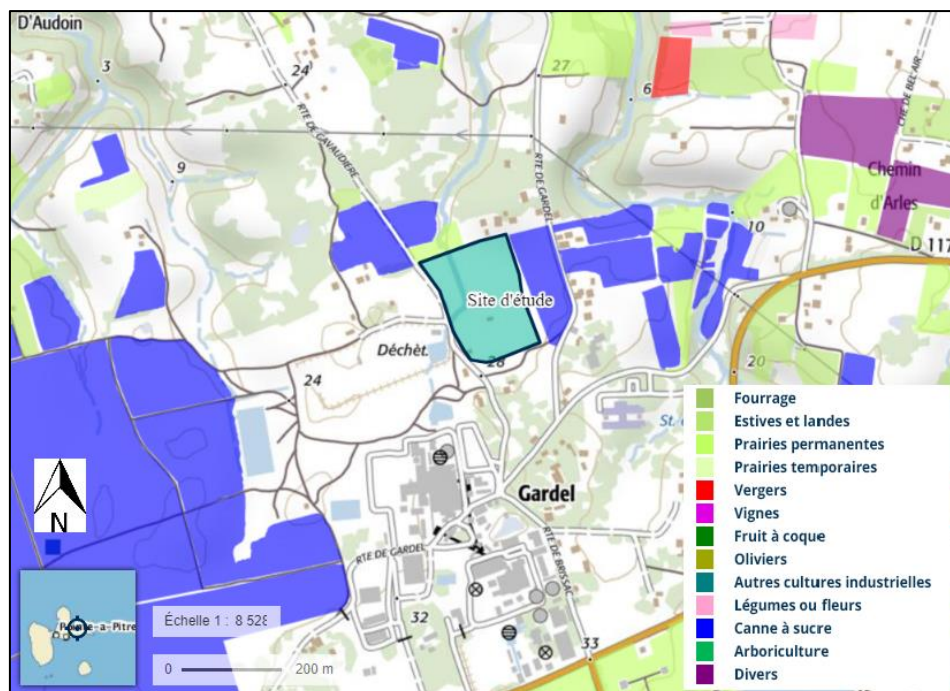 D'Audoin
3
24
27
6
RTE DE CAVAUDIERE
CHE DE BEL AIR
9
RTE DE GARDEL
Chemin
d'Arles
10
D 117
Site d'étude
Déchèt.
28
20
24
Gardel
RTE DE GARDEL
RTE DE BRISSAC
32
33
Fourrage
Estives et landes
Prairies permanentes
Prairies temporaires
Vergers
Vignes
Fruit à coque
Oliviers
Autres cultures industrielles
Légumes ou fleurs
Canne à sucre
Arboriculture
Divers
N
Échelle 1 : 8 528
0 200 m